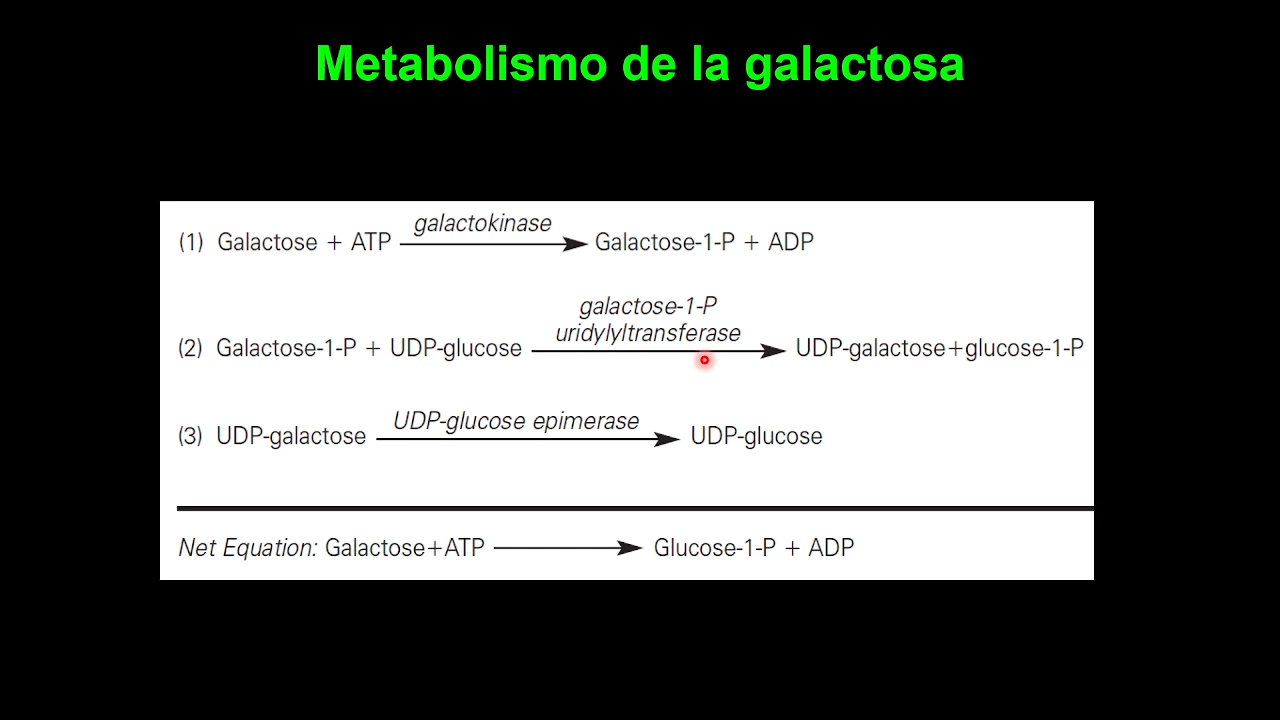 Metabolismo de la galactosa
galactokinase
(1) Galactose + ATP Galactose-1-P + ADP
galactose-1-P
uridylyltransferase
(2) Galactose-1-P + UDP-glucose UDP-galactose+glucose-1-P
UDP-glucose epimerase
(3) UDP-galactose UDP-glucose
Net Equation: Galactose+ATP Glucose-1-P + ADP